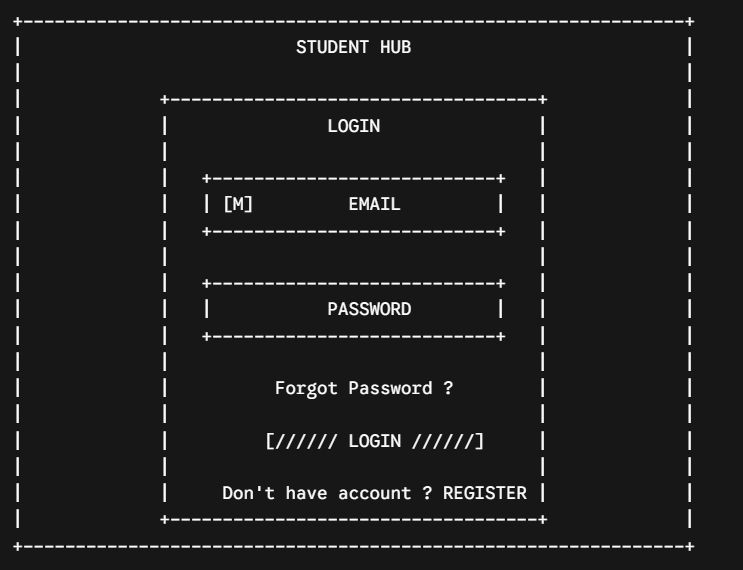 STUDENT HUB
LOGIN
[M] EMAIL
PASSWORD
Forgot Password ?
[////// LOGIN //////]
Don't have account ? REGISTER